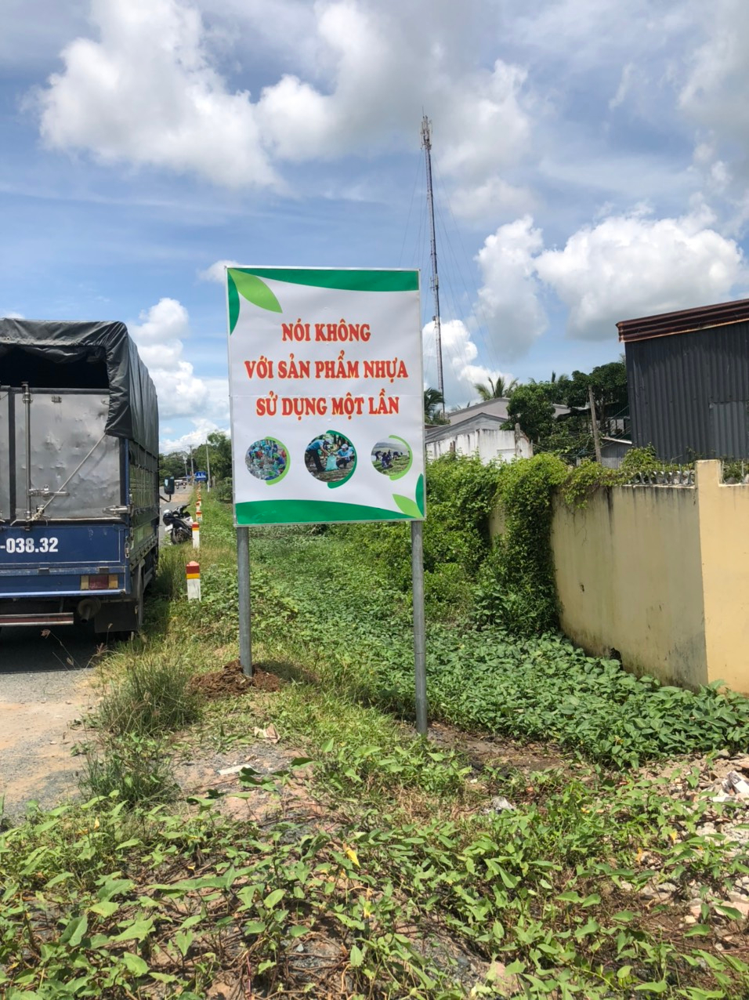 NÓI KHÔNG
VỚI SẢN PHẨM NHỰA
SỬ DỤNG MỘT LẦN
-038.32